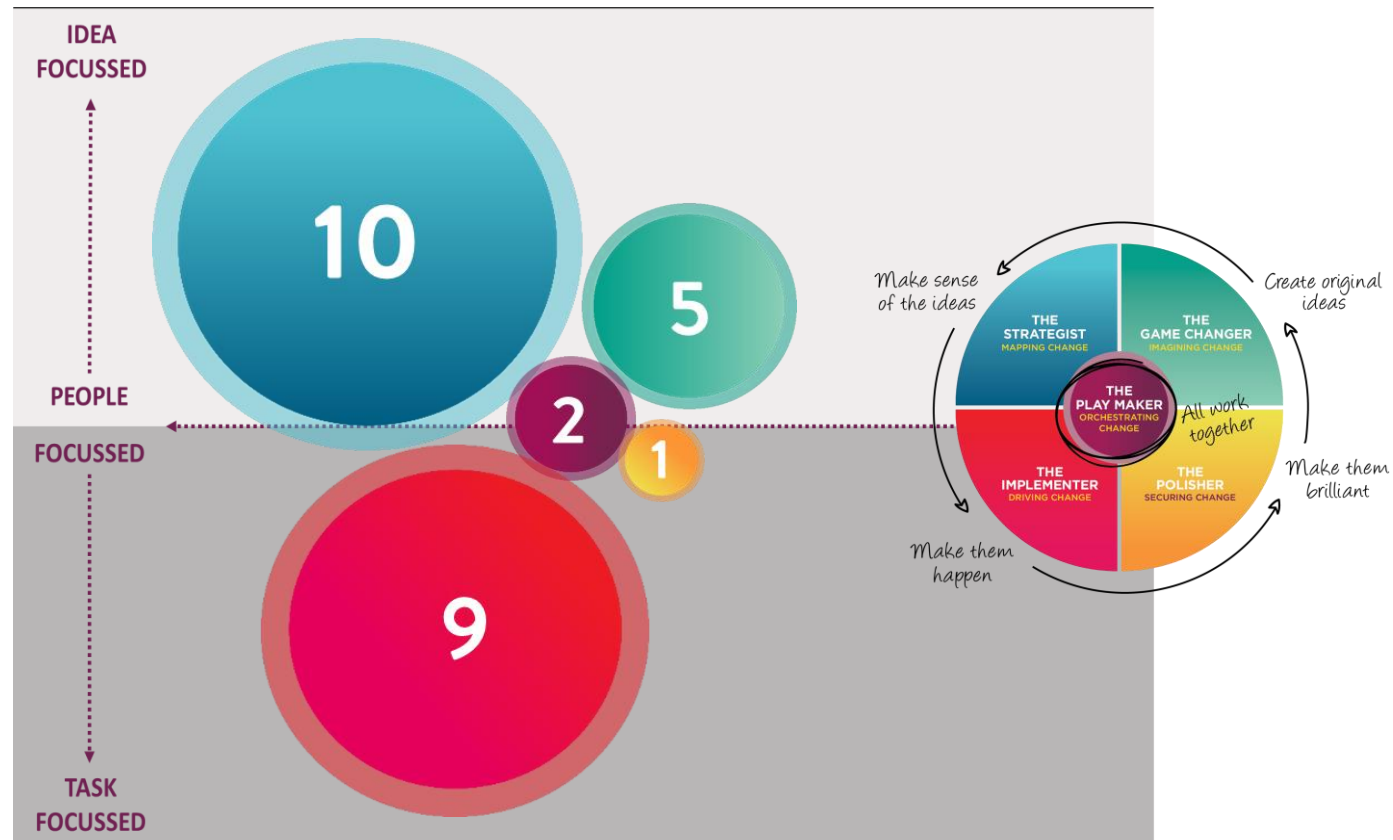 IDEA
FOCUSSED
10
5
PEOPLE
2
FOCUSSED
1
9
TASK
FOCUSSED
Make sense
of the ideas
Create original
ideas
THE
STRATEGIST
MAPPING CHANGE
THE
GAME CHANGER
IMAGINING CHANGE
THE
PLAY MAKER
ORCHESTRATING
CHANGE
All work
together
THE
IMPLEMENTER
DRIVING CHANGE
THE
POLISHER
SECURING CHANGE
Make them
brilliant
Make them
happen